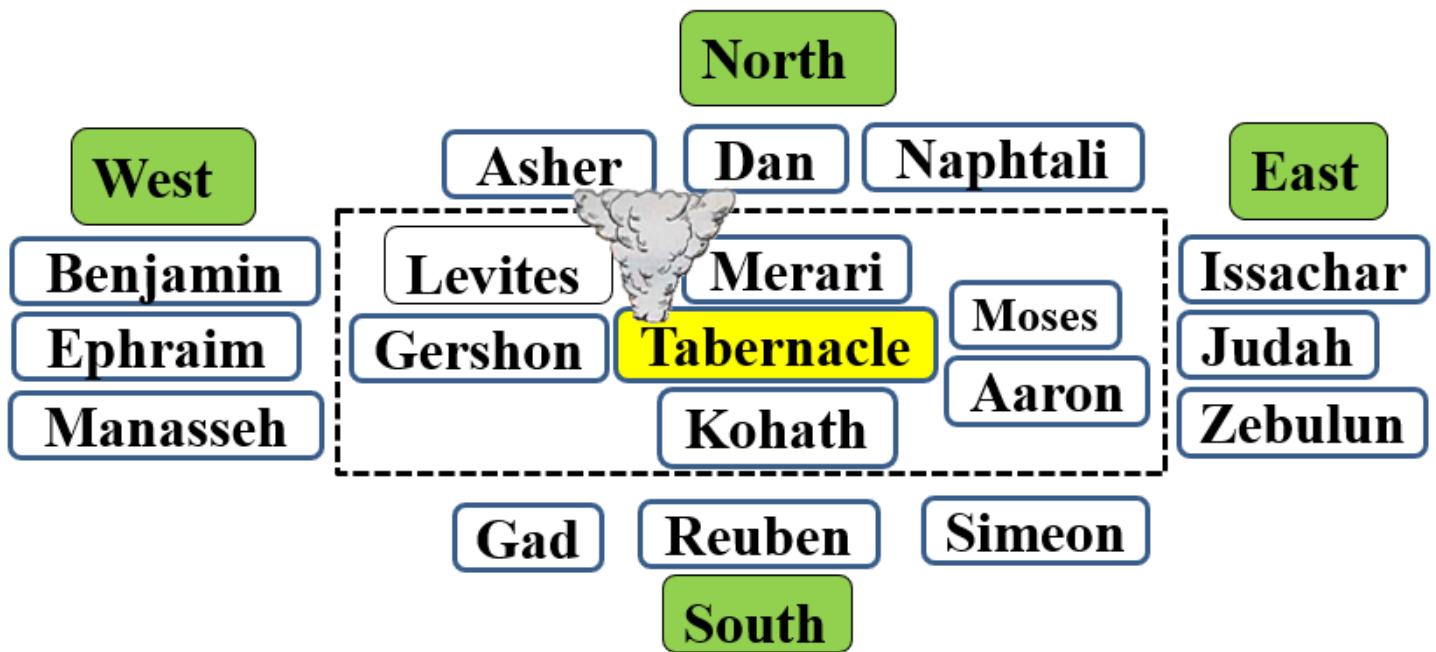 North
Asher Dan Naphtali
West
East
Levites Merari
Benjamin
Issachar
Moses
Ephraim
Gershon Tabernacle
Judah
Aaron
Manasseh
Kohath
Zebulun
Gad Reuben Simeon
South